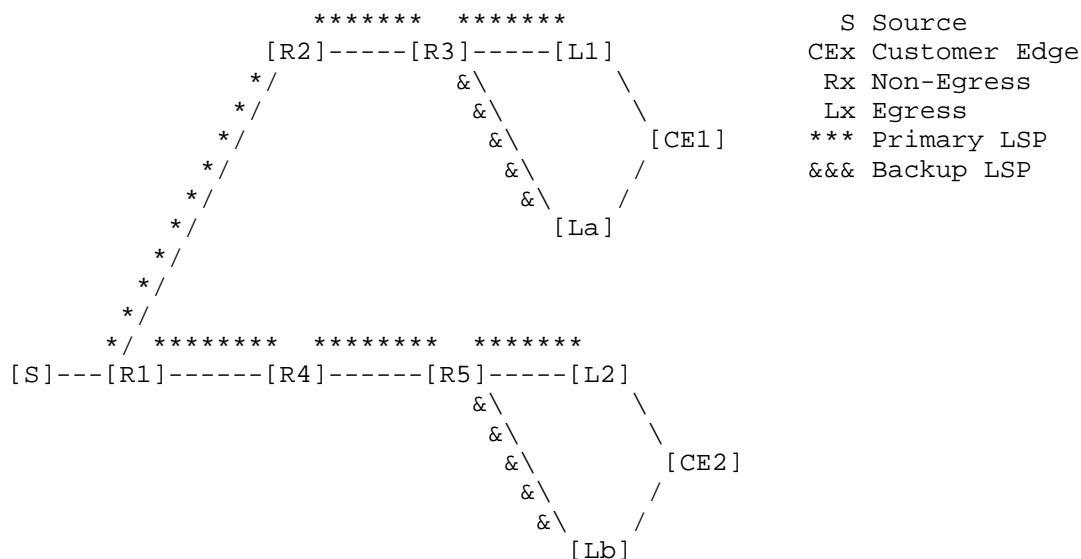 *******  *******              S Source
                [R2]-----[R3]-----[L1]          CEx Customer Edge
               */           &\       \           Rx Non-Egress
              */             &\       \          Lx Egress
             */               &\      [CE1]     *** Primary LSP
            */                 &\     /         &&& Backup LSP
           */                   &\   /
          */                     [La]
         */
        */
       */
      */ ********  ********  *******
[S]---[R1]------[R4]------[R5]-----[L2]
                             &\       \
                              &\       \
                               &\      [CE2]
                                &\     /
                                 &\   /
                                  [Lb]